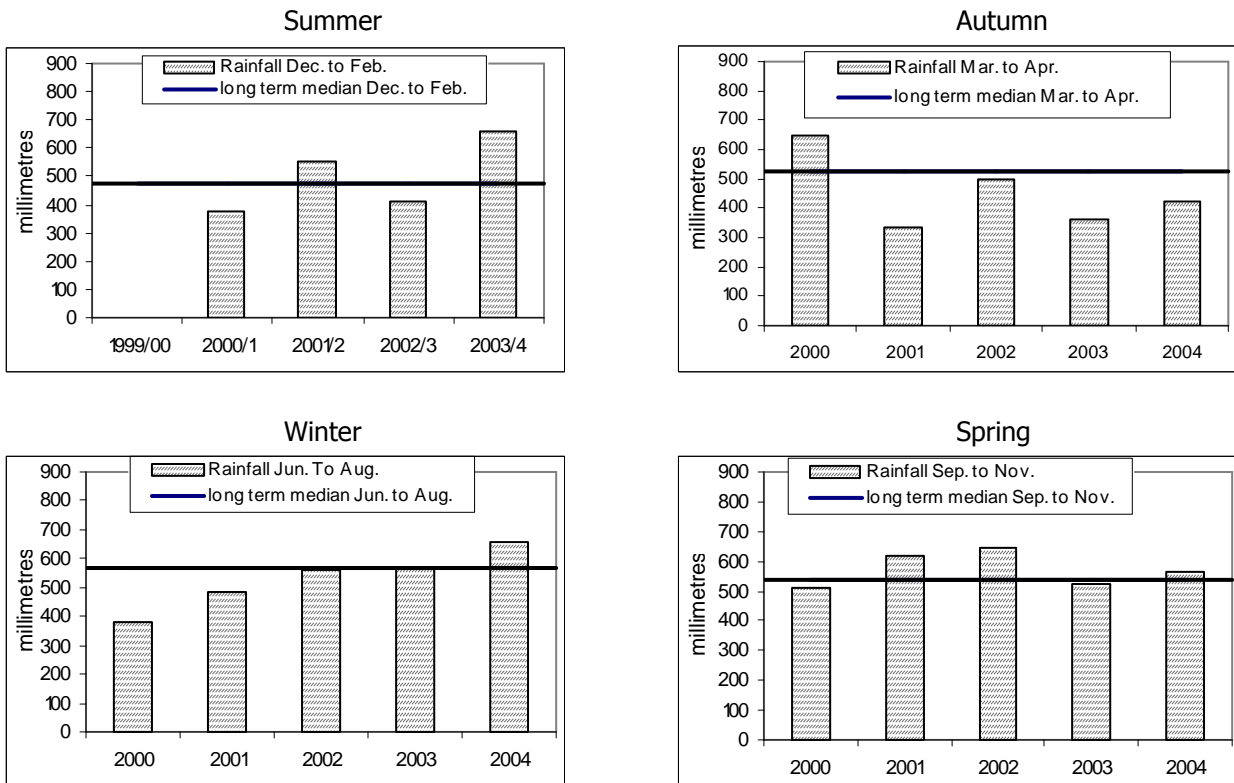 Summer
Rainfall Dec. to Feb.
long term median Dec. to Feb.
millimetres
900
800
700
600
500
400
300
200
100
0
1999/00 2000/1 2001/2 2002/3 2003/4
Autumn
Rainfall Mar. to Apr.
long term median Mar. to Apr.
millimetres
900
800
700
600
500
400
300
200
100
0
2000 2001 2002 2003 2004
Winter
Rainfall Jun. To Aug.
long term median Jun. to Aug.
millimetres
900
800
700
600
500
400
300
200
100
0
2000 2001 2002 2003 2004
Spring
Rainfall Sep. to Nov.
long term median Sep. to Nov.
millimetres
900
800
700
600
500
400
300
200
100
0
2000 2001 2002 2003 2004